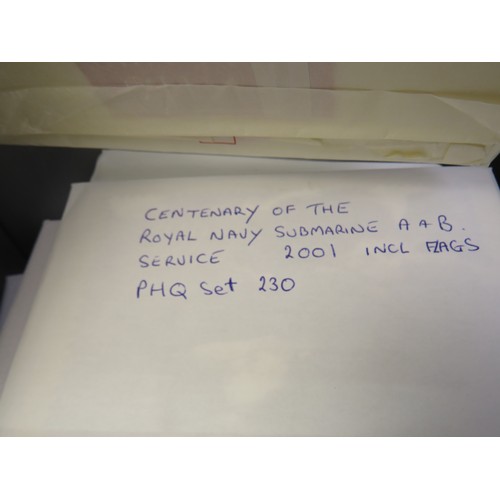 CENTENARY OF THE
ROYAL NAVY SUBMARINE A + B.
SERVICE 2001 INCL FLAGS
PHQ Set 230